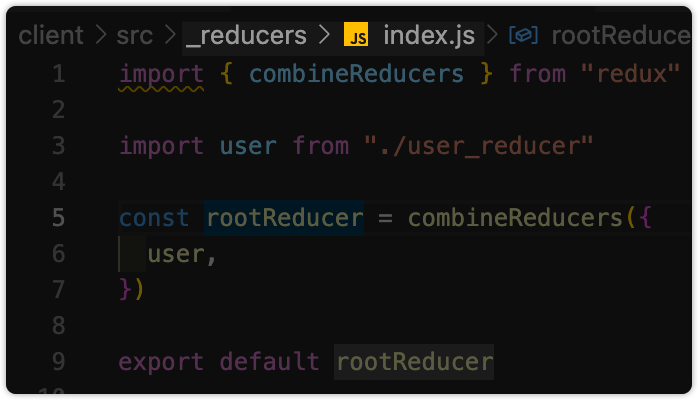 client > src > _reducers > JS index.js > rootReduce
1 import { combineReducers } from "redux"
2
3 import user from "./user_reducer"
4
5 const rootReducer = combineReducers({
6 user,
7 })
8
9 export default rootReducer
10